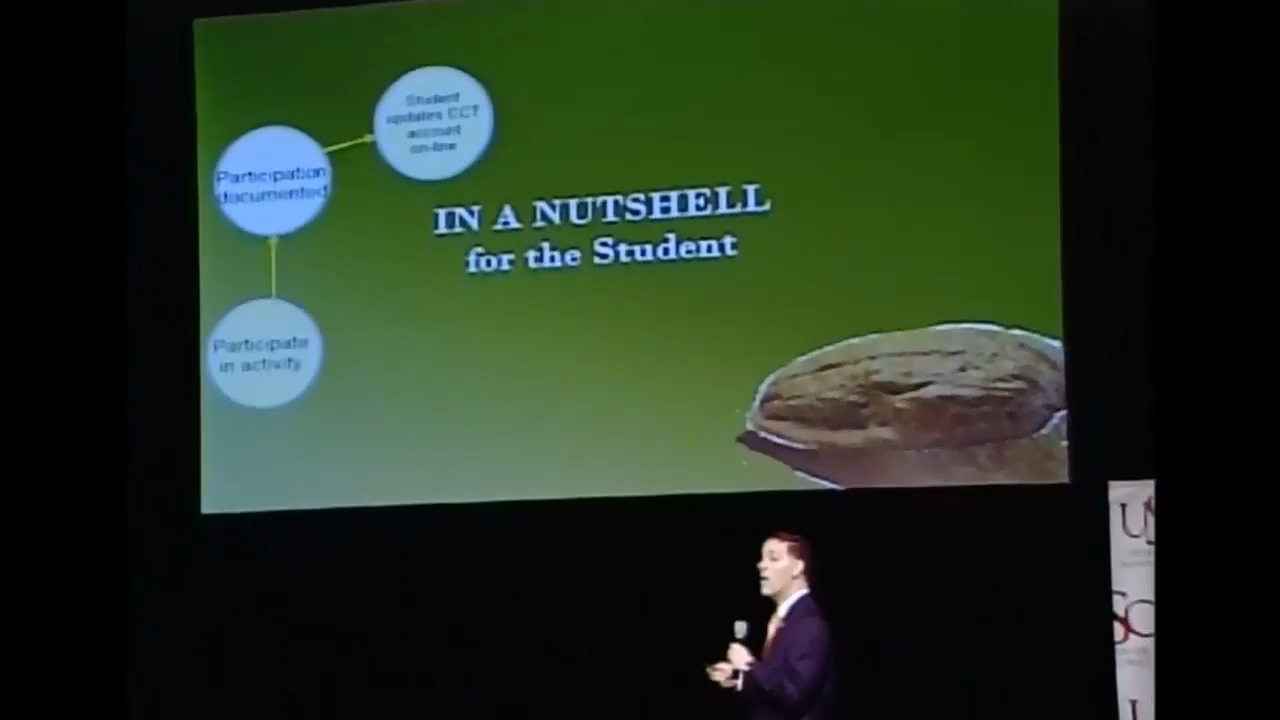 Student
updates CCT
account
on-line
Participation
documented
IN A NUTSHELL
for the Student
Participate
in activity